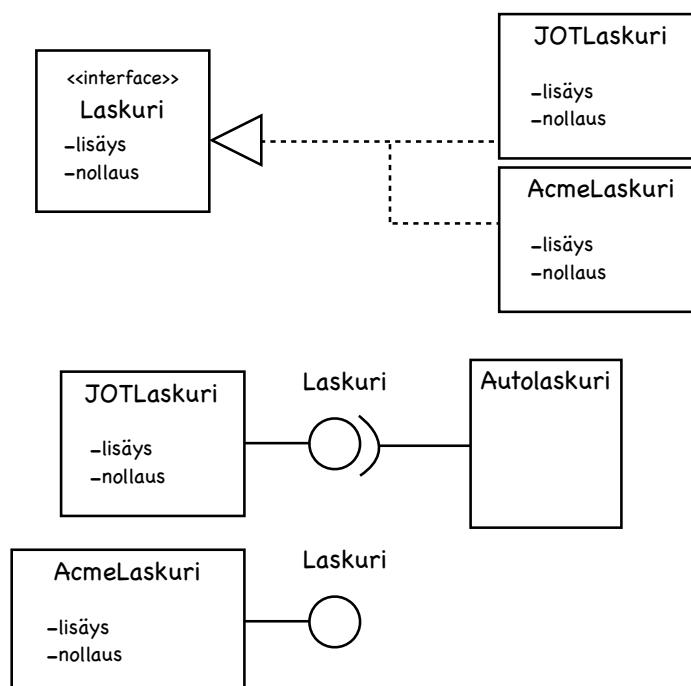 <<interface>>
Laskuri
-lisäys
-nollaus
JOTLaskuri
-lisäys
-nollaus
AcmeLaskuri
-lisäys
-nollaus
JOTLaskuri
-lisäys
-nollaus
Laskuri
Autolaskuri
AcmeLaskuri
-lisäys
-nollaus
Laskuri